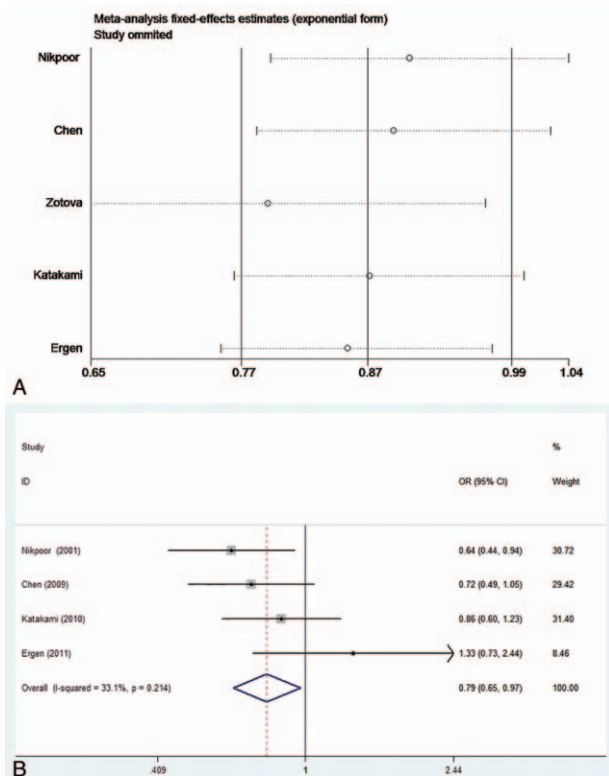 Meta-analysis fixed-effects estimates (exponential form)
Study ommited
Nikpoor
Chen
Zotova
Katakami
Ergen
0.65 0.77 0.87 0.99 1.04
A
Study %
ID OR (95% CI) Weight
Nikpoor (2001) 0.64 (0.44, 0.94) 30.72
Chen (2009) 0.72 (0.49, 1.05) 29.42
Katakami (2010) 0.86 (0.60, 1.23) 31.40
Ergen (2011) 1.33 (0.73, 2.44) 8.46
Overall (I-squared = 33.1%, p = 0.214) 0.79 (0.65, 0.97) 100.00
.409 1 2.44
B